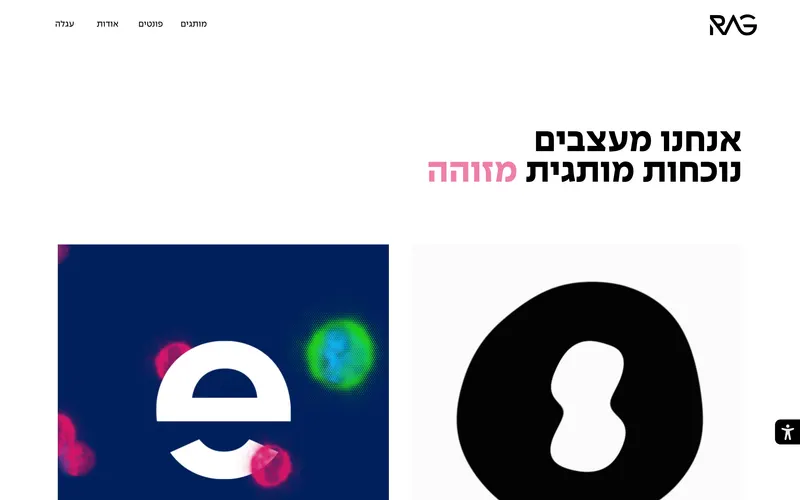 RAG
מותגים
פונטים
אודות
עגלה
אנחנו מעצבים
נוכחות מותגית מזוהה
e